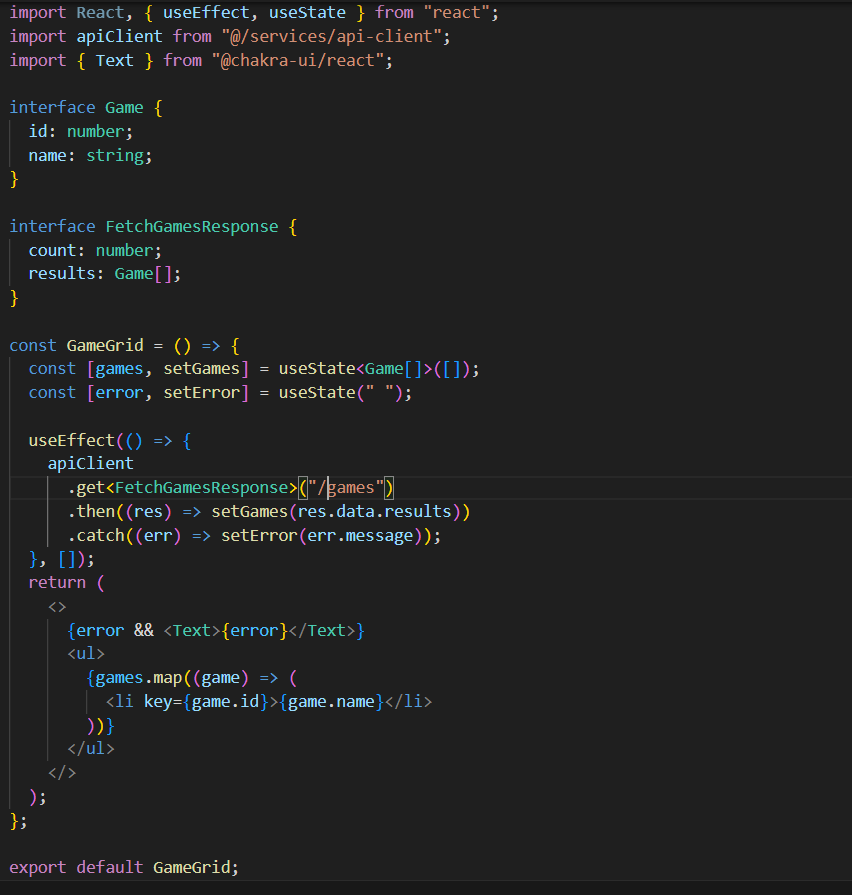 import React, { useEffect, useState } from "react";
import apiClient from "@/services/api-client";
import { Text } from "@chakra-ui/react";

interface Game {
  id: number;
  name: string;
}

interface FetchGamesResponse {
  count: number;
  results: Game[];
}

const GameGrid = () => {
  const [games, setGames] = useState<Game[]>([]);
  const [error, setError] = useState(" ");

  useEffect(() => {
    apiClient
      .get<FetchGamesResponse>("/games")
      .then((res) => setGames(res.data.results))
      .catch((err) => setError(err.message));
  }, []);
  return (
    <>
      {error && <Text>{error}</Text>}
      <ul>
        {games.map((game) => (
          <li key={game.id}>{game.name}</li>
        ))}
      </ul>
    </>
  );
};

export default GameGrid;